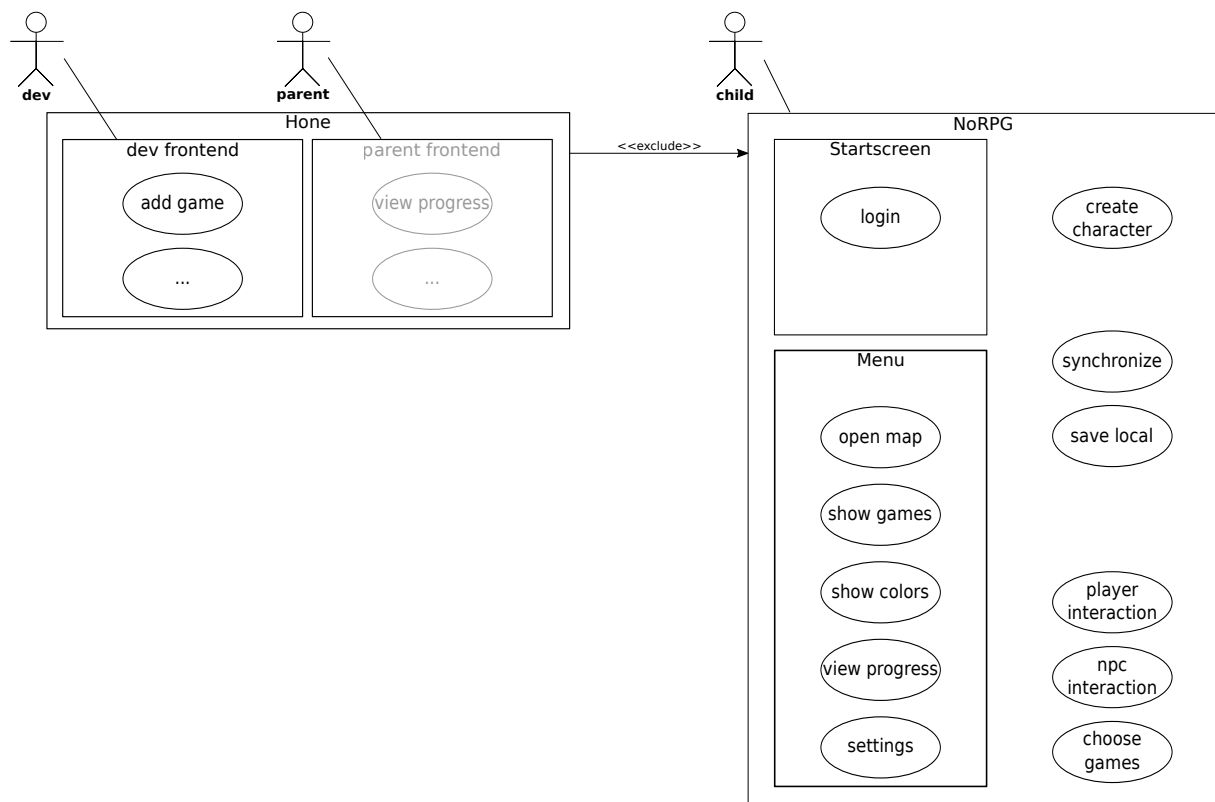 dev
parent
child
Hone
dev frontend
add game
...
parent frontend
view progress
...
<<exclude>>
NoRPG
Startscreen
login
Menu
open map
show games
show colors
view progress
settings
create
character
synchronize
save local
player
interaction
npc
interaction
choose
games